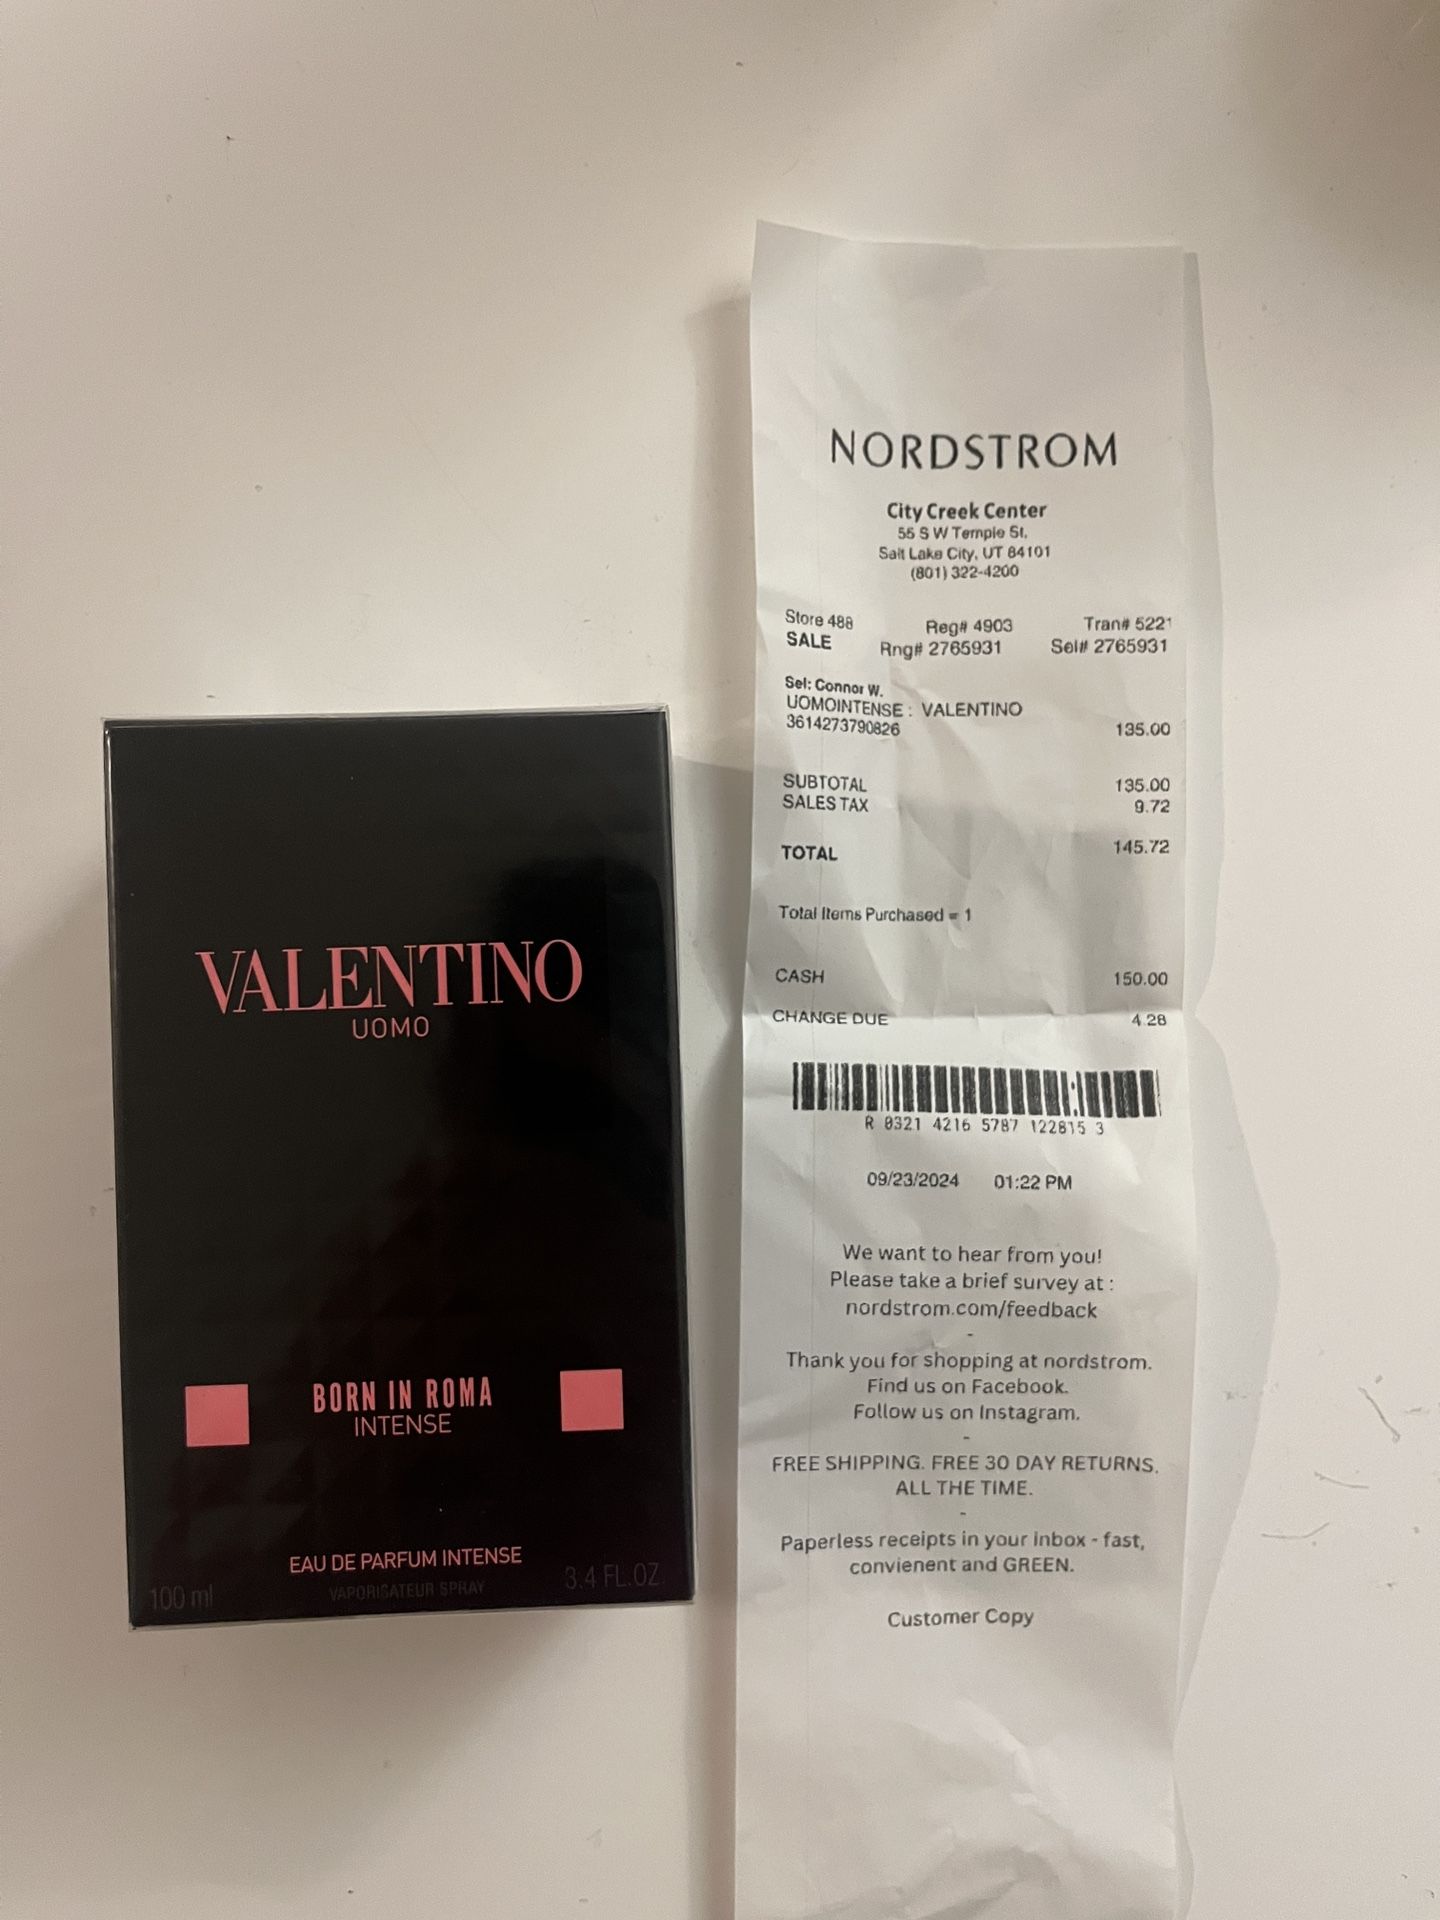 VALENTINO
UOMO
BORN IN ROMA
INTENSE
EAU DE PARFUM INTENSE
VAPORISATEUR SPRAY
100 ml
3.4 FL.OZ.
NORDSTROM
City Creek Center
55 S W Temple St.
Salt Lake City, UT 84101
(801) 322-4200
Store 488 Reg# 4903 Tran# 5221
SALE Rng# 2765931 Sel# 2765931
Sel: Connor W.
UOMOINTENSE : VALENTINO
3614273790826 135.00
SUBTOTAL 135.00
SALES TAX 9.72
TOTAL 145.72
Total Items Purchased = 1
CASH 150.00
CHANGE DUE 4.28
R 0321 4216 5787 122815 3
09/23/2024 01:22 PM
We want to hear from you!
Please take a brief survey at :
nordstrom.com/feedback
-
Thank you for shopping at nordstrom.
Find us on Facebook.
Follow us on Instagram.
-
FREE SHIPPING. FREE 30 DAY RETURNS.
ALL THE TIME.
-
Paperless receipts in your inbox - fast,
convienent and GREEN.
Customer Copy